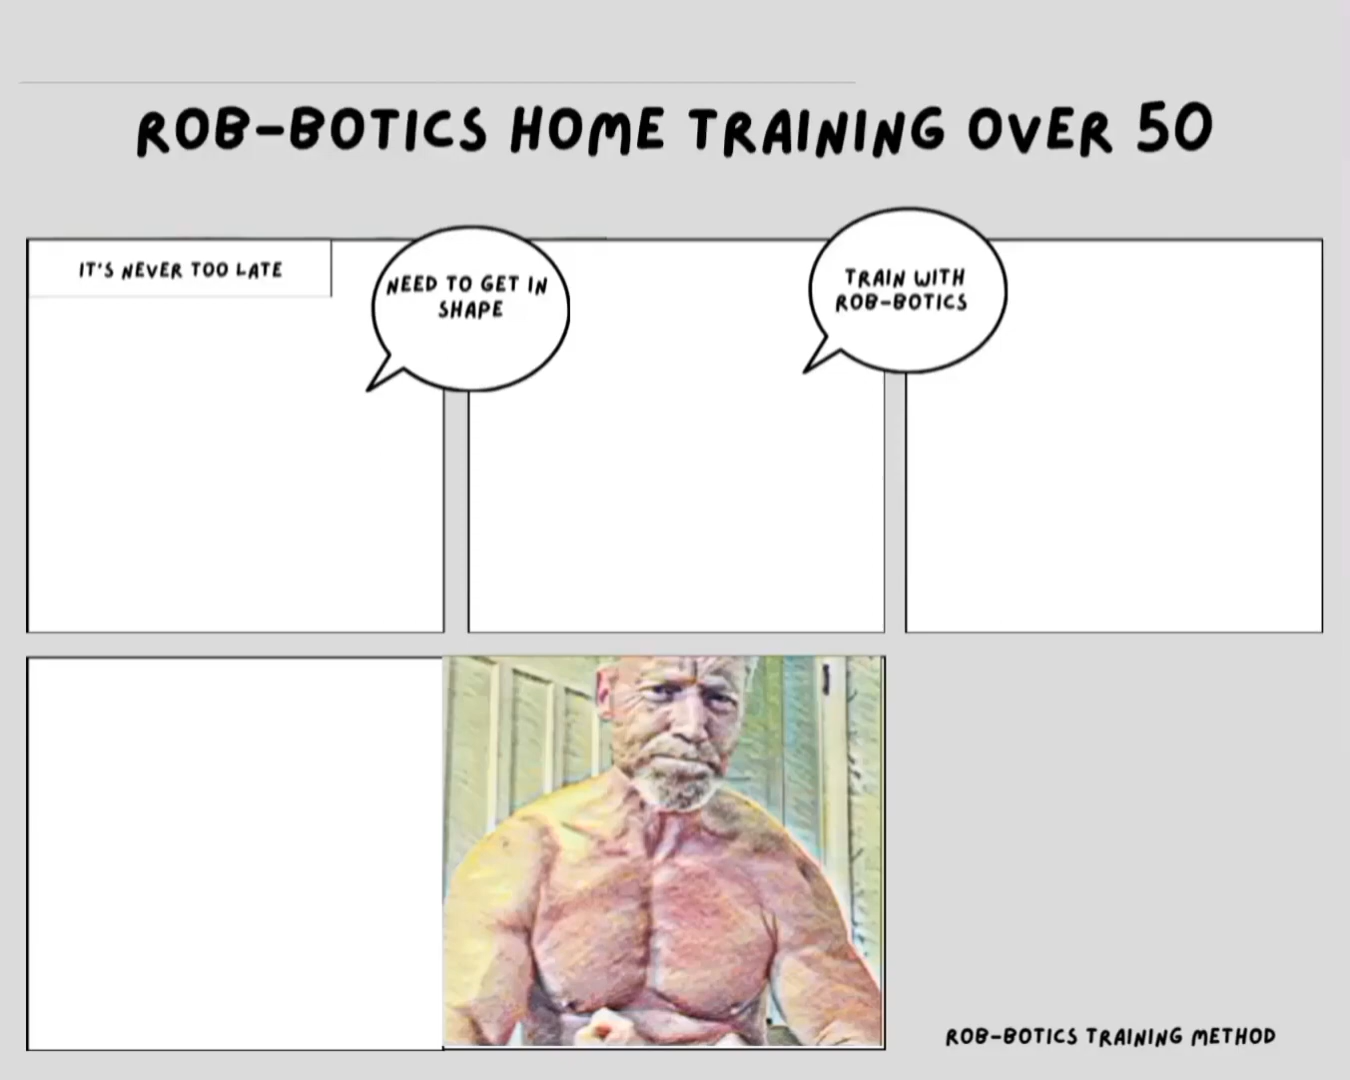 ROB-BOTICS HOME TRAINING OVER 50
IT'S NEVER TOO LATE
NEED TO GET IN
SHAPE
TRAIN WITH
ROB-BOTICS
ROB-BOTICS TRAINING METHOD